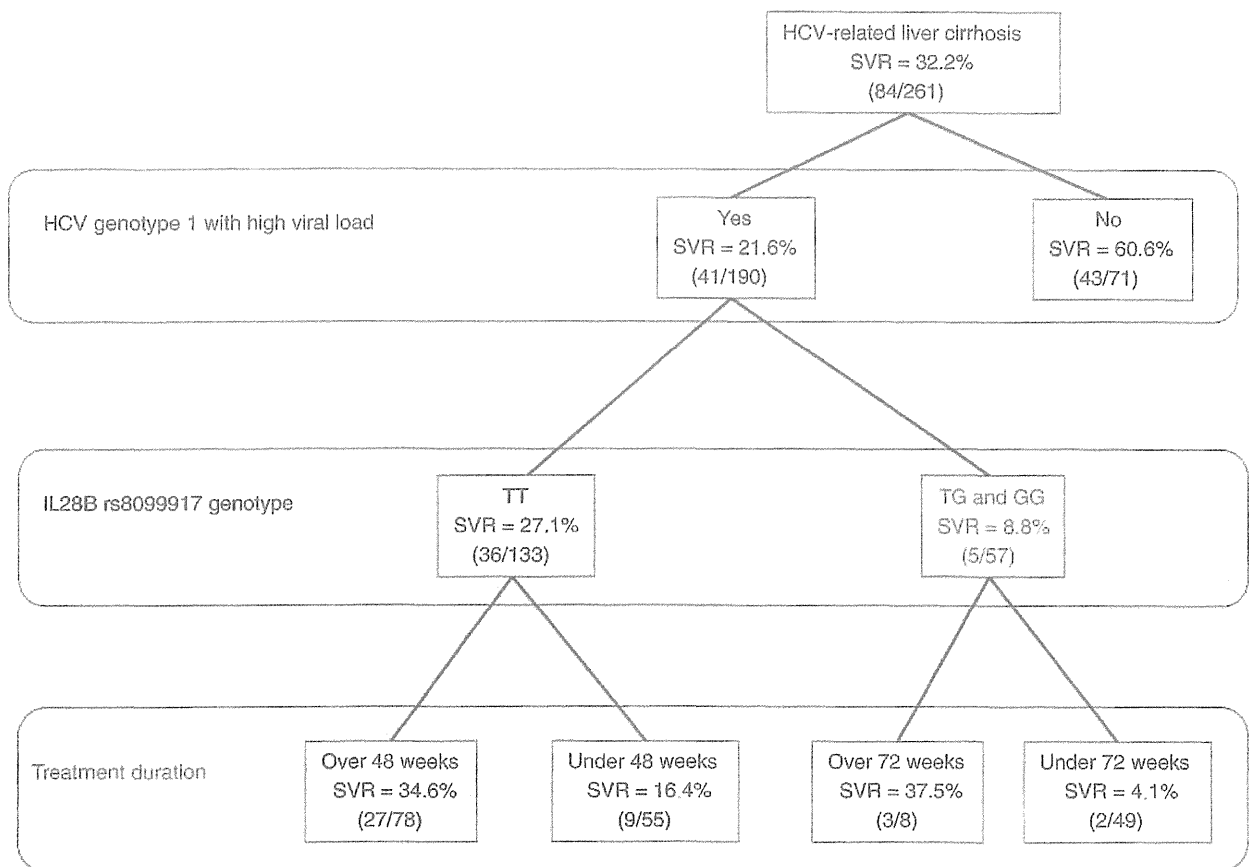 HCV-related liver cirrhosis
SVR = 32.2%
(84/261)
HCV genotype 1 with high viral load
Yes
SVR = 21.6%
(41/190)
No
SVR = 60.6%
(43/71)
IL28B rs8099917 genotype
TT
SVR = 27.1%
(36/133)
TG and GG
SVR = 8.8%
(5/57)
Treatment duration
Over 48 weeks
SVR = 34.6%
(27/78)
Under 48 weeks
SVR = 16.4%
(9/55)
Over 72 weeks
SVR = 37.5%
(3/8)
Under 72 weeks
SVR = 4.1%
(2/49)